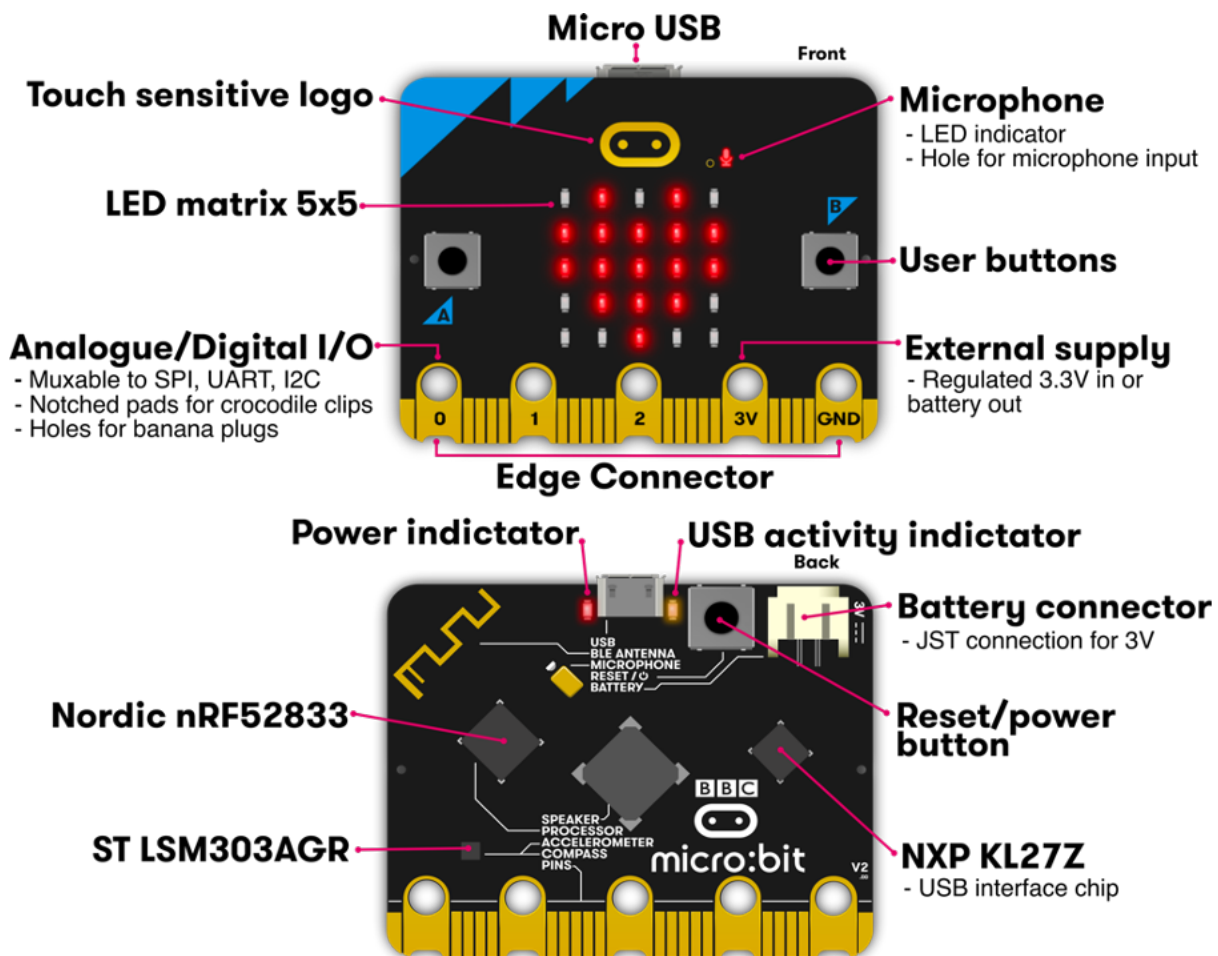 Micro USB
Front
Touch sensitive logo
Microphone
- LED indicator
- Hole for microphone input
LED matrix 5x5
B
User buttons
A
Analogue/Digital I/O
- Muxable to SPI, UART, I2C
- Notched pads for crocodile clips
- Holes for banana plugs
External supply
- Regulated 3.3V in or
battery out
0 1 2 3V GND
Edge Connector
Power indictator
USB activity indictator
Back
Battery connector
- JST connection for 3V
3V
USB
BLE ANTENNA
MICROPHONE
RESET/⏻
BATTERY
Nordic nRF52833
Reset/power
button
BBC
micro:bit
SPEAKER
PROCESSOR
ACCELEROMETER
COMPASS
PINS
ST LSM303AGR
NXP KL27Z
- USB interface chip
V2
.00